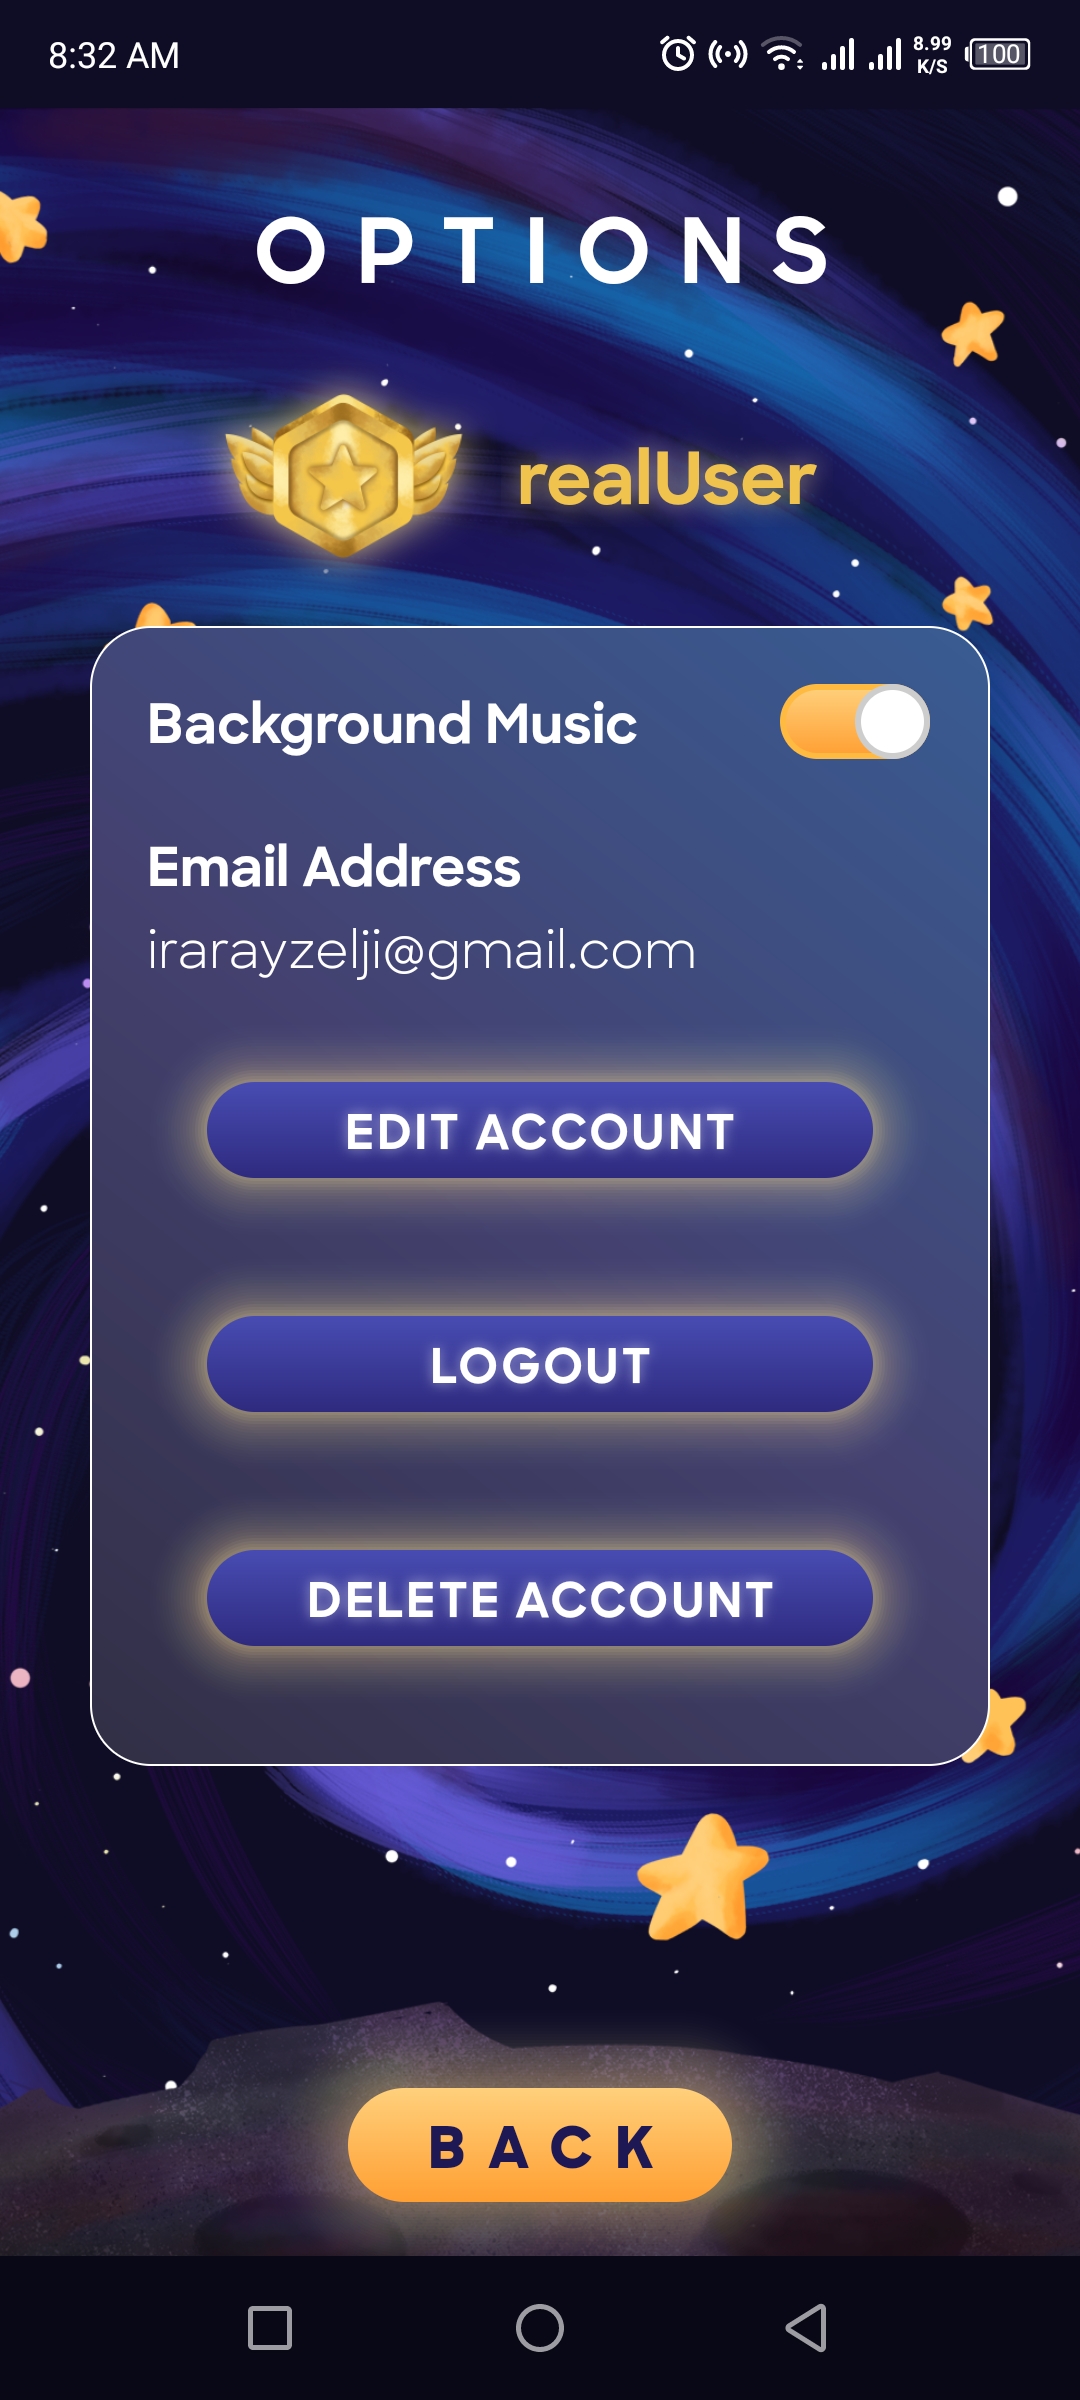 8:32 AM
8.99
K/S
100
OPTIONS
realUser
Background Music
Email Address
irarayzelji@gmail.com
EDIT ACCOUNT
LOGOUT
DELETE ACCOUNT
BACK